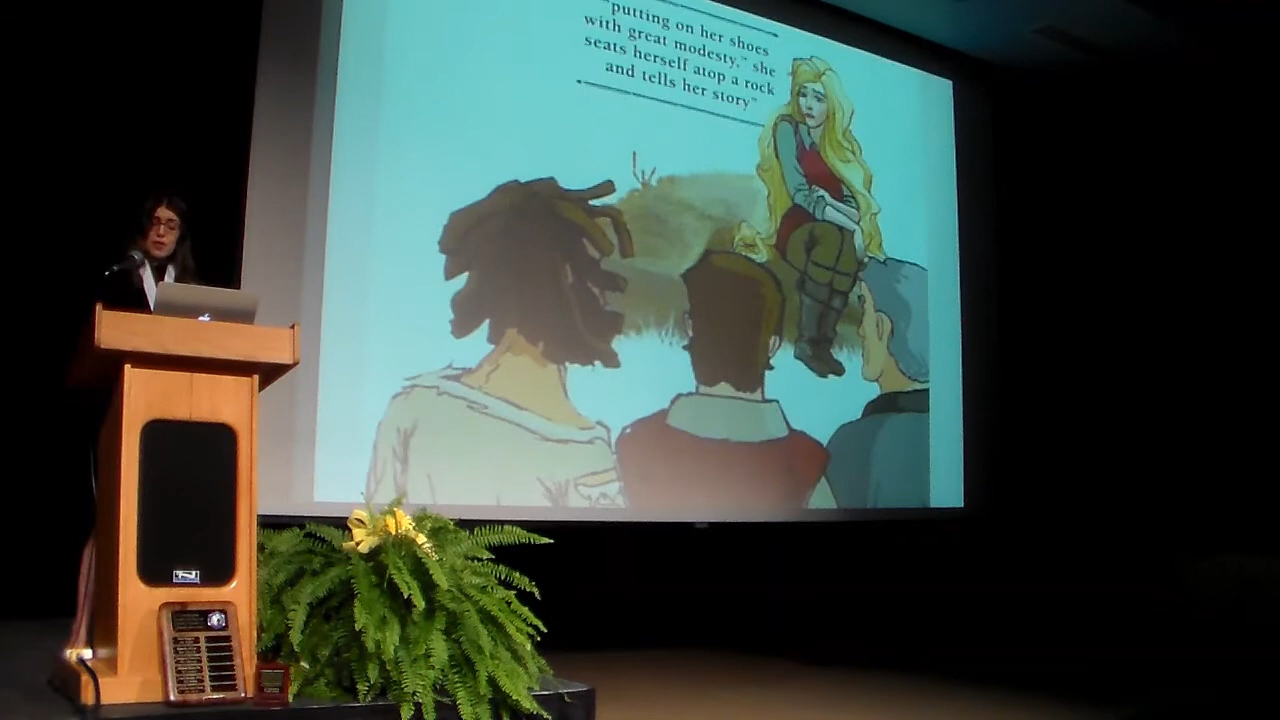 "putting on her shoes
with great modesty," she
seats herself atop a rock
and tells her story"